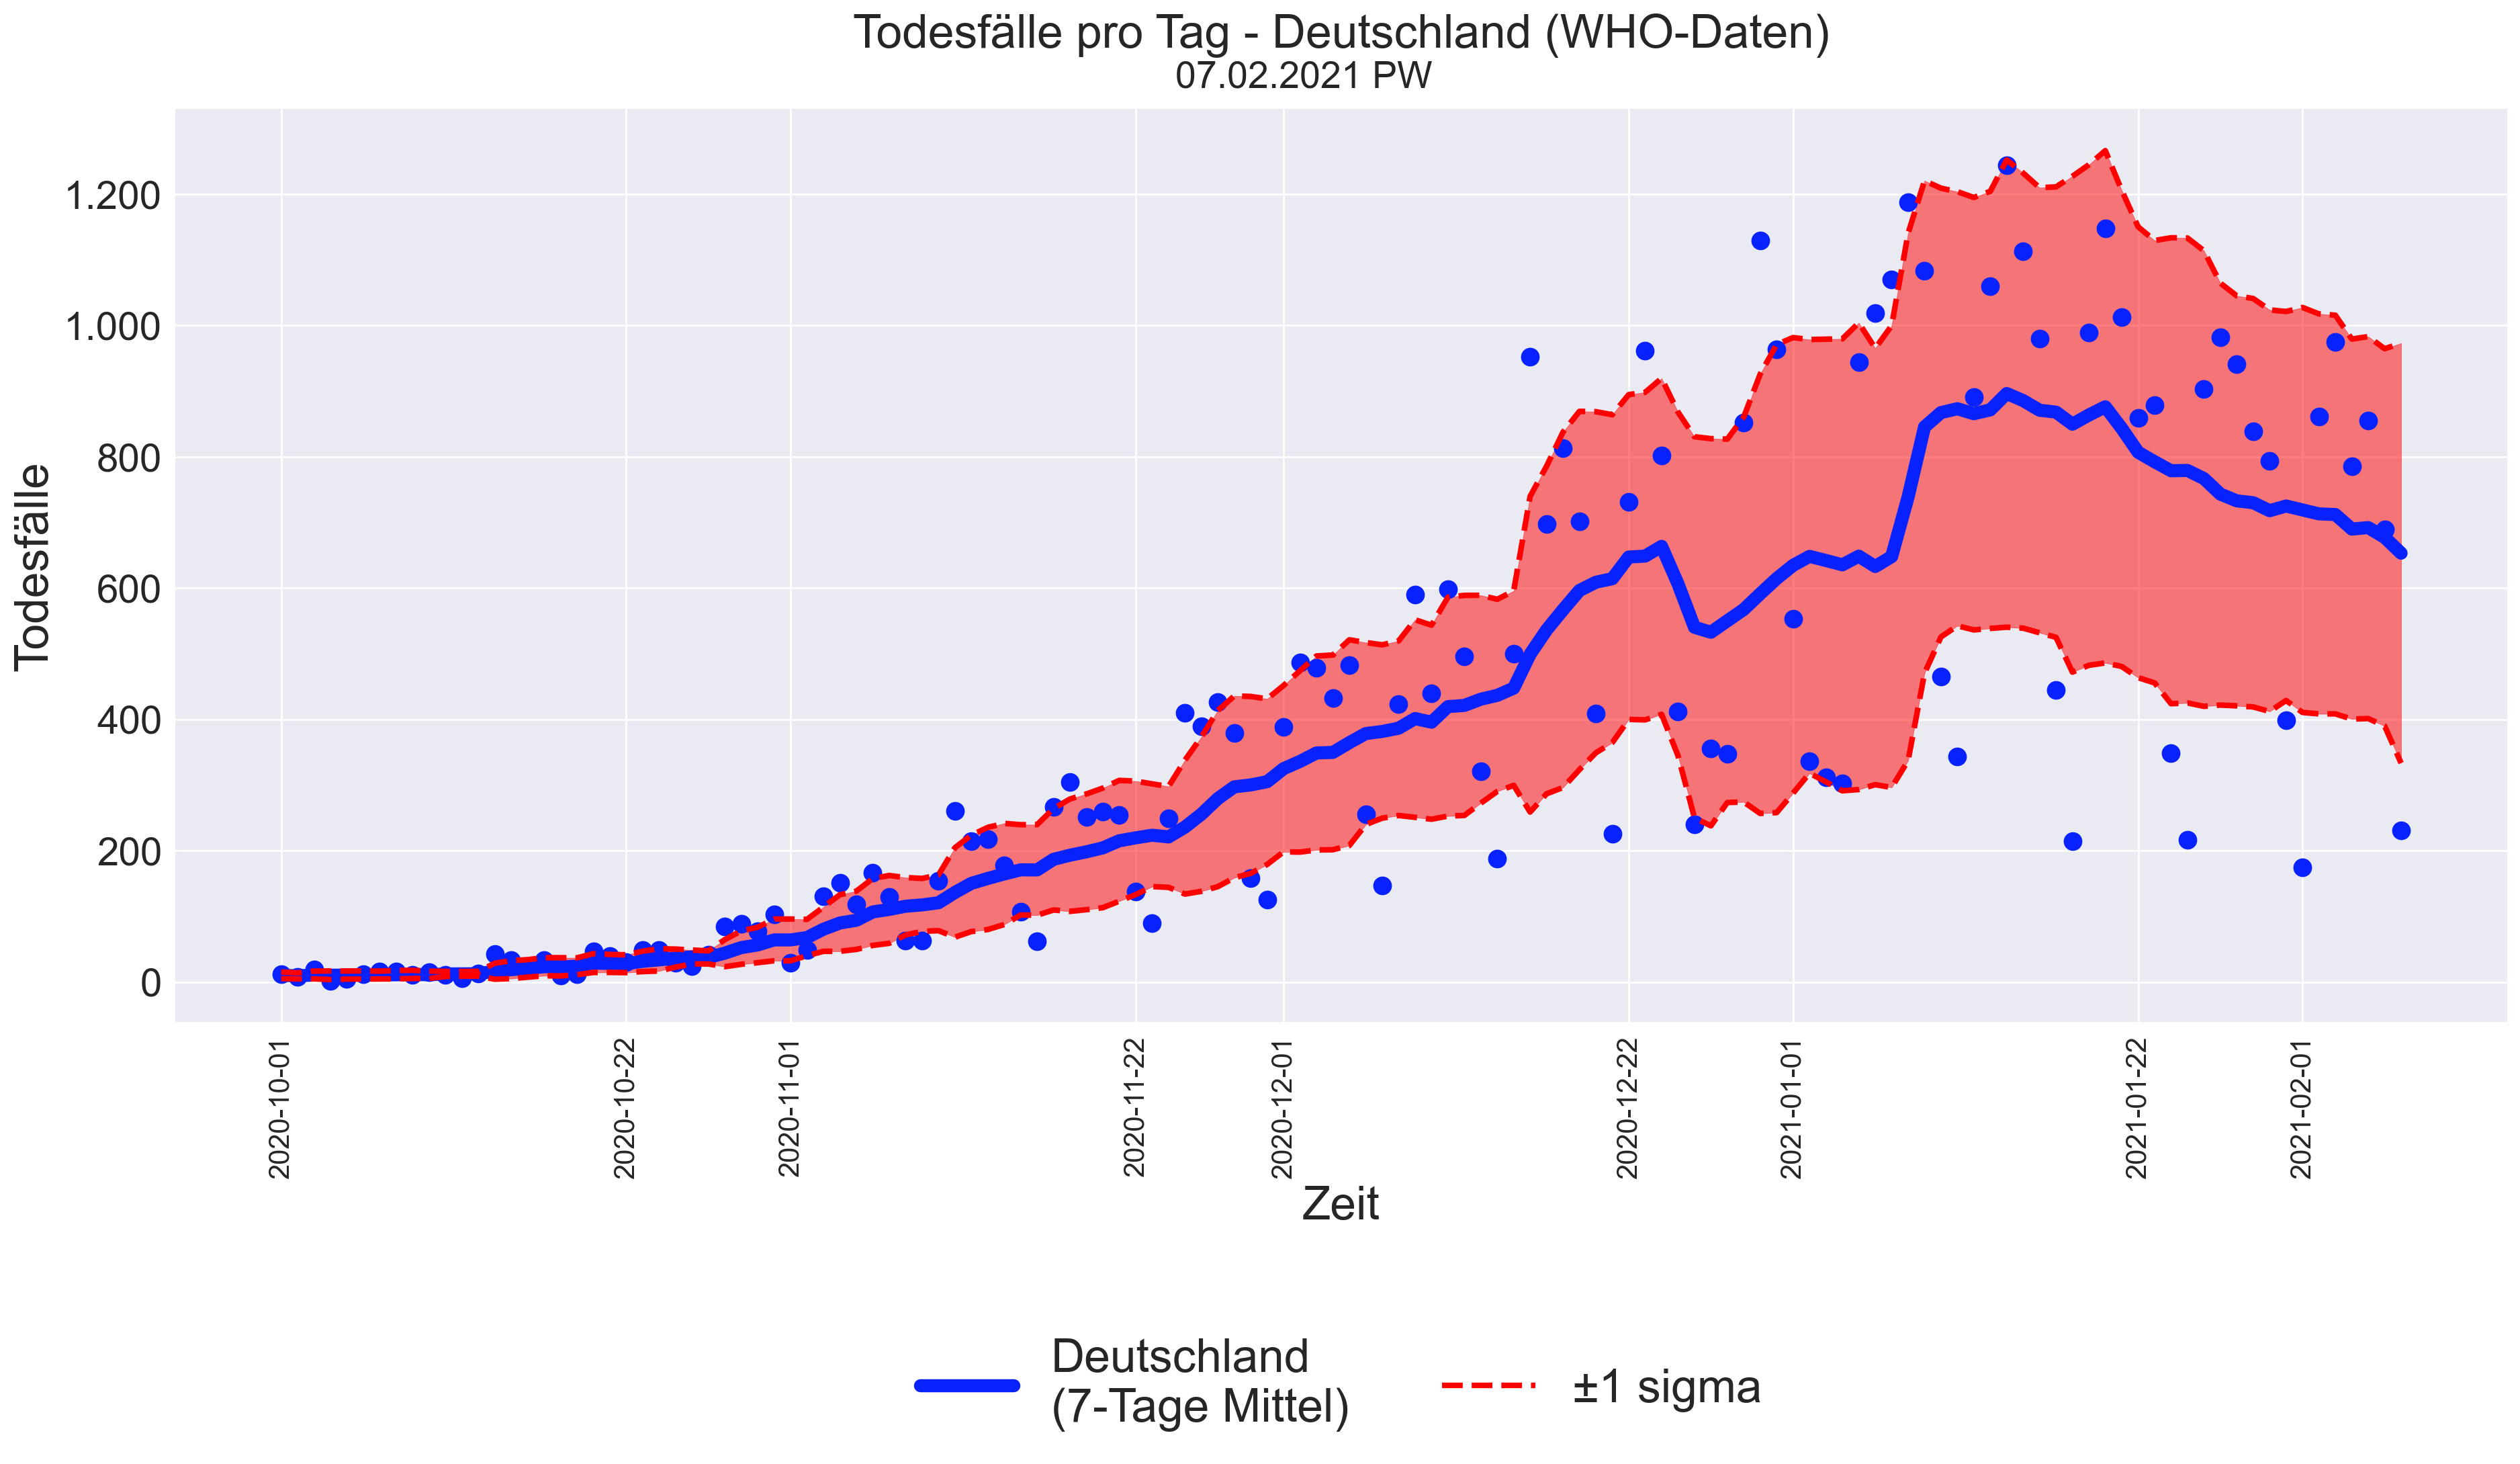 Todesfälle pro Tag - Deutschland (WHO-Daten)
07.02.2021 PW
Todesfälle
1.200
1.000
800
600
400
200
0
2020-10-01
2020-10-22
2020-11-01
2020-11-22
2020-12-01
2020-12-22
2021-01-01
2021-01-22
2021-02-01
Zeit
Deutschland
(7-Tage Mittel)
±1 sigma